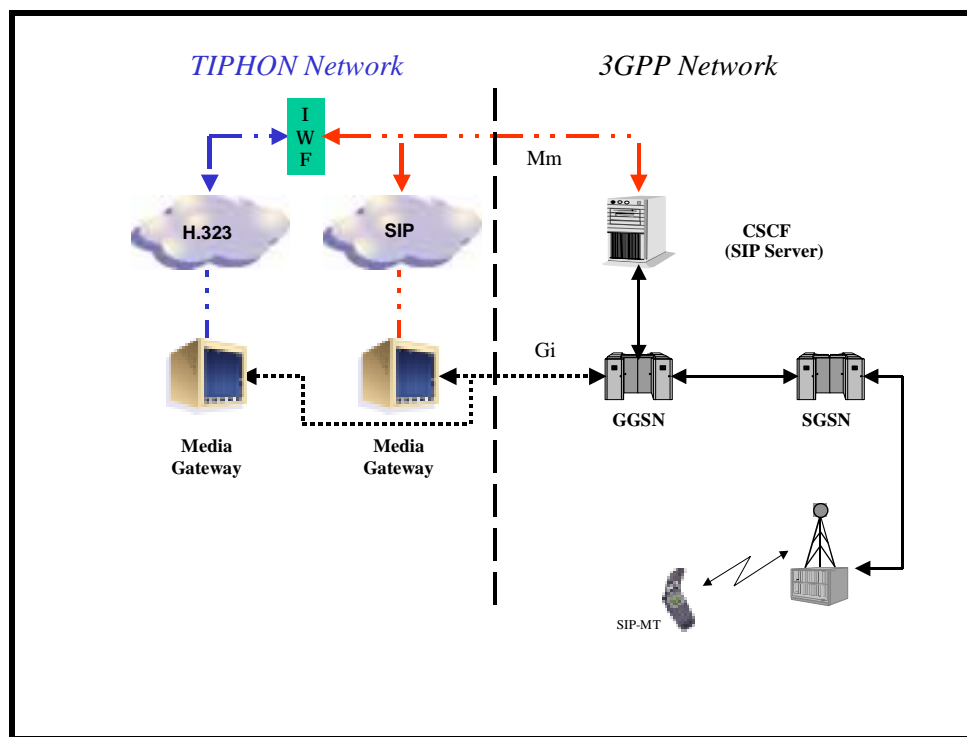 TIPHON Network
3GPP Network
I
W
F
Mm
H.323
SIP
CSCF
(SIP Server)
Gi
GGSN
SGSN
Media
Gateway
Media
Gateway
SIP-MT